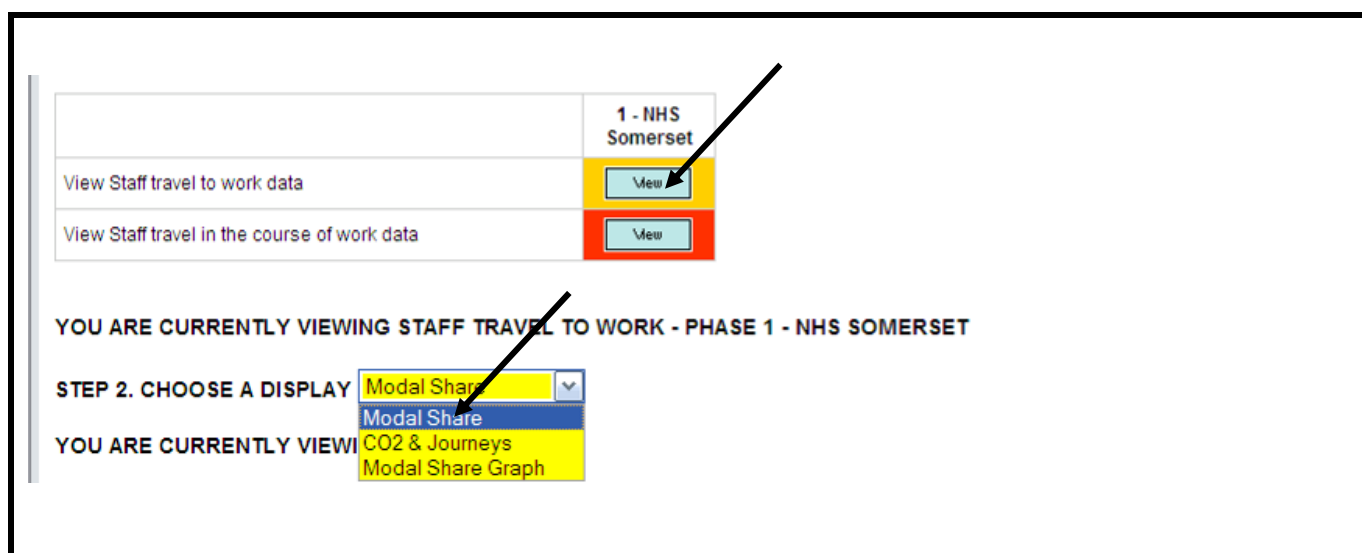 1 - NHS
Somerset
View Staff travel to work data
View
View Staff travel in the course of work data
View
YOU ARE CURRENTLY VIEWING STAFF TRAVEL TO WORK - PHASE 1 - NHS SOMERSET
STEP 2. CHOOSE A DISPLAY Modal Share
Modal Share
YOU ARE CURRENTLY VIEWI CO2 & Journeys
Modal Share Graph